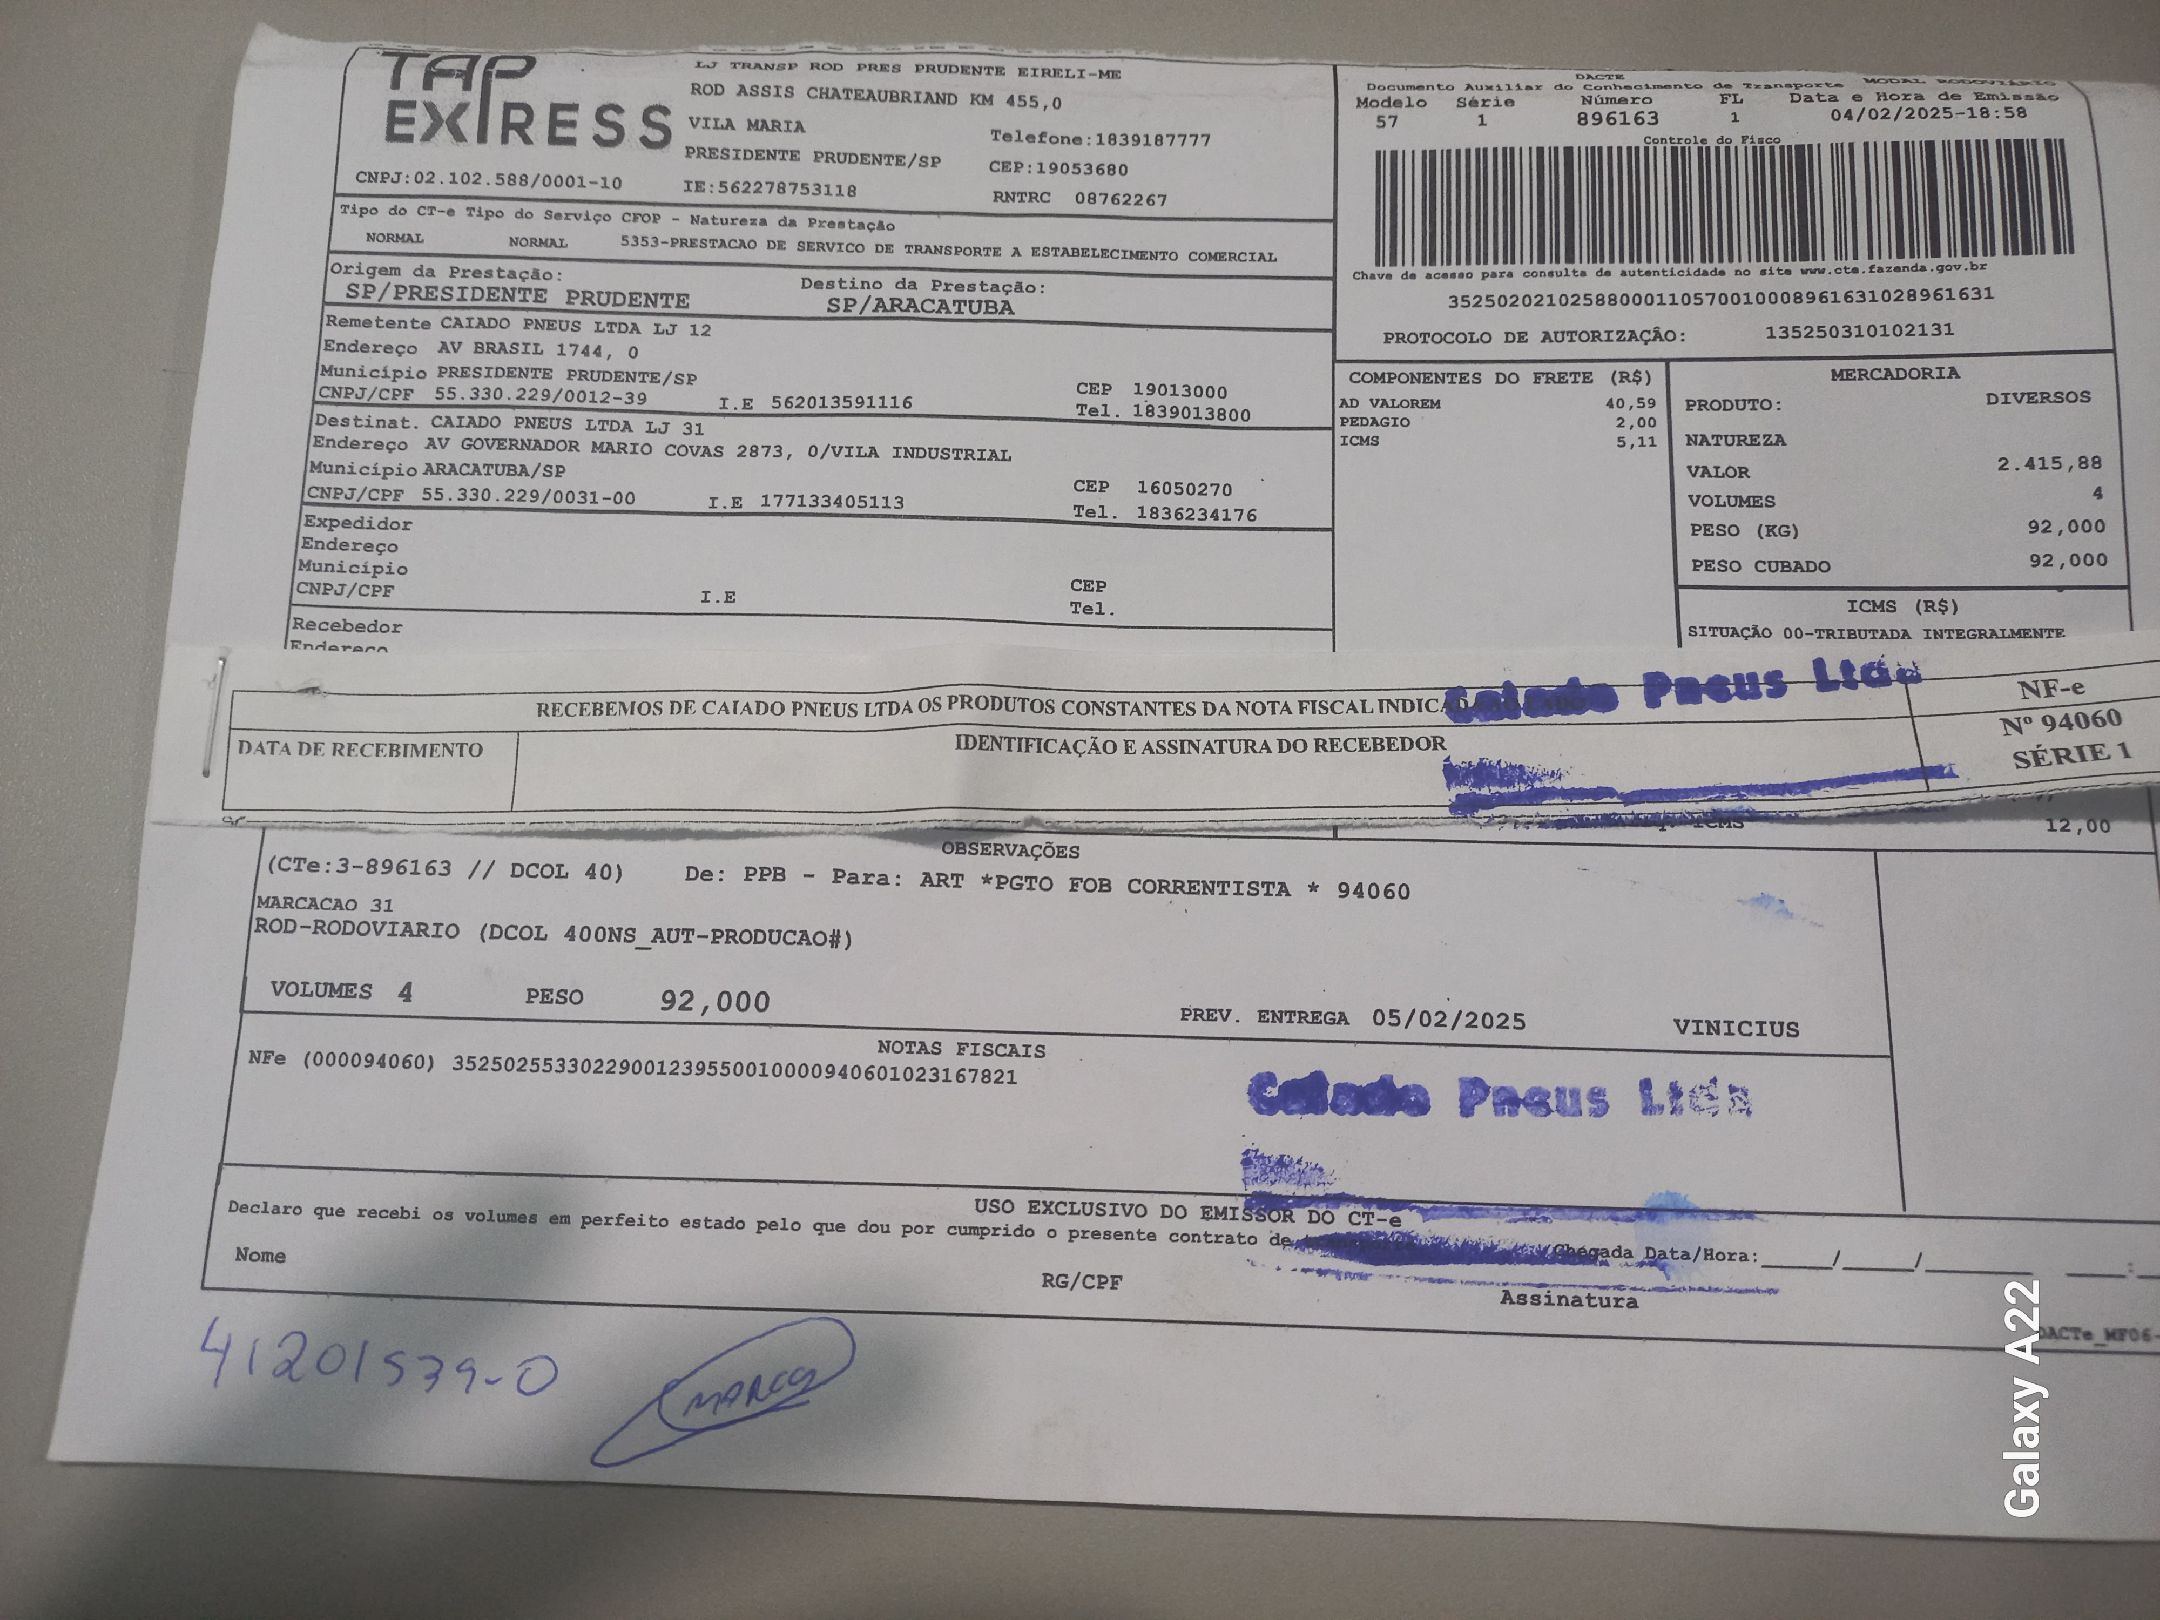 TAP EXPRESS
LJ TRANSP ROD PRES PRUDENTE EIRELI-ME
ROD ASSIS CHATEAUBRIAND KM 455,0
VILA MARIA
Telefone:1839187777
PRESIDENTE PRUDENTE/SP
CEP:19053680
CNPJ:02.102.588/0001-10
IE:562278753118
RNTRC 08762267
DACTE
Documento Auxiliar do Conhecimento de Transporte MODAL RODOVIÁRIO
Modelo Série Número FL Data e Hora de Emissão
57 1 896163 1 04/02/2025-18:58
Controle do Fisco
Chave de acesso para consulta de autenticidade no site www.cte.fazenda.gov.br
35250202102588000110570010008961631028961631
PROTOCOLO DE AUTORIZAÇÃO: 135250310102131
Tipo do CT-e Tipo do Serviço CFOP - Natureza da Prestação
NORMAL NORMAL 5353-PRESTACAO DE SERVICO DE TRANSPORTE A ESTABELECIMENTO COMERCIAL
Origem da Prestação: Destino da Prestação:
SP/PRESIDENTE PRUDENTE SP/ARACATUBA
Remetente CAIADO PNEUS LTDA LJ 12
Endereço AV BRASIL 1744, 0
Município PRESIDENTE PRUDENTE/SP CEP 19013000
CNPJ/CPF 55.330.229/0012-39 I.E 562013591116 Tel. 1839013800
Destinat. CAIADO PNEUS LTDA LJ 31
Endereço AV GOVERNADOR MARIO COVAS 2873, 0/VILA INDUSTRIAL
Município ARACATUBA/SP CEP 16050270
CNPJ/CPF 55.330.229/0031-00 I.E 177133405113 Tel. 1836234176
Expedidor
Endereço
Município CEP
CNPJ/CPF I.E Tel.
Recebedor
Endereço
COMPONENTES DO FRETE (R$)
AD VALOREM 40,59
PEDAGIO 2,00
ICMS 5,11
MERCADORIA
PRODUTO: DIVERSOS
NATUREZA
VALOR 2.415,88
VOLUMES 4
PESO (KG) 92,000
PESO CUBADO 92,000
ICMS (R$)
SITUAÇÃO 00-TRIBUTADA INTEGRALMENTE
Caiado Pneus Ltda
RECEBEMOS DE CAIADO PNEUS LTDA OS PRODUTOS CONSTANTES DA NOTA FISCAL INDICADA AO LADO
NF-e
Nº 94060
SÉRIE 1
DATA DE RECEBIMENTO
IDENTIFICAÇÃO E ASSINATURA DO RECEBEDOR
ICMS 12,00
OBSERVAÇÕES
(CTe:3-896163 // DCOL 40) De: PPB - Para: ART *PGTO FOB CORRENTISTA * 94060
MARCACAO 31
ROD-RODOVIARIO (DCOL 400NS_AUT-PRODUCAO#)
VOLUMES 4 PESO 92,000 PREV. ENTREGA 05/02/2025 VINICIUS
NOTAS FISCAIS
NFe (000094060) 35250255330229001239550010000940601023167821
Caiado Pneus Ltda
USO EXCLUSIVO DO EMISSOR DO CT-e
Declaro que recebi os volumes em perfeito estado pelo que dou por cumprido o presente contrato de transporte
Chegada Data/Hora:____/____/____ ____:
Nome RG/CPF Assinatura
DACTe_MF06-
41201539-0
MARCOS
Galaxy A22